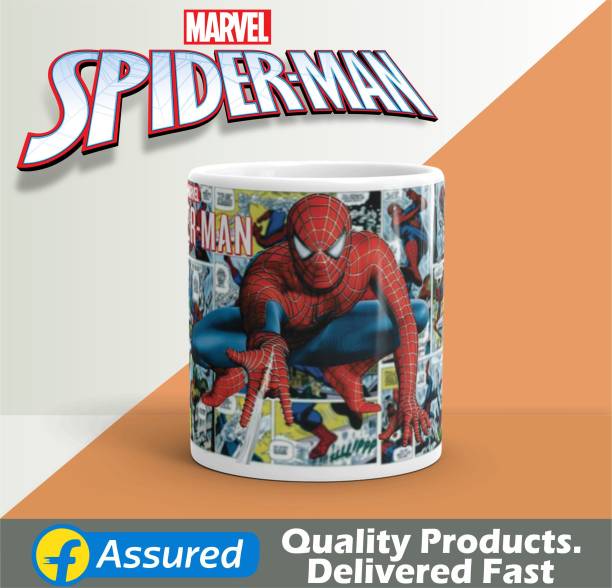 MARVEL
SPIDER-MAN
R-MAN
f Assured
Quality Products.
Delivered Fast